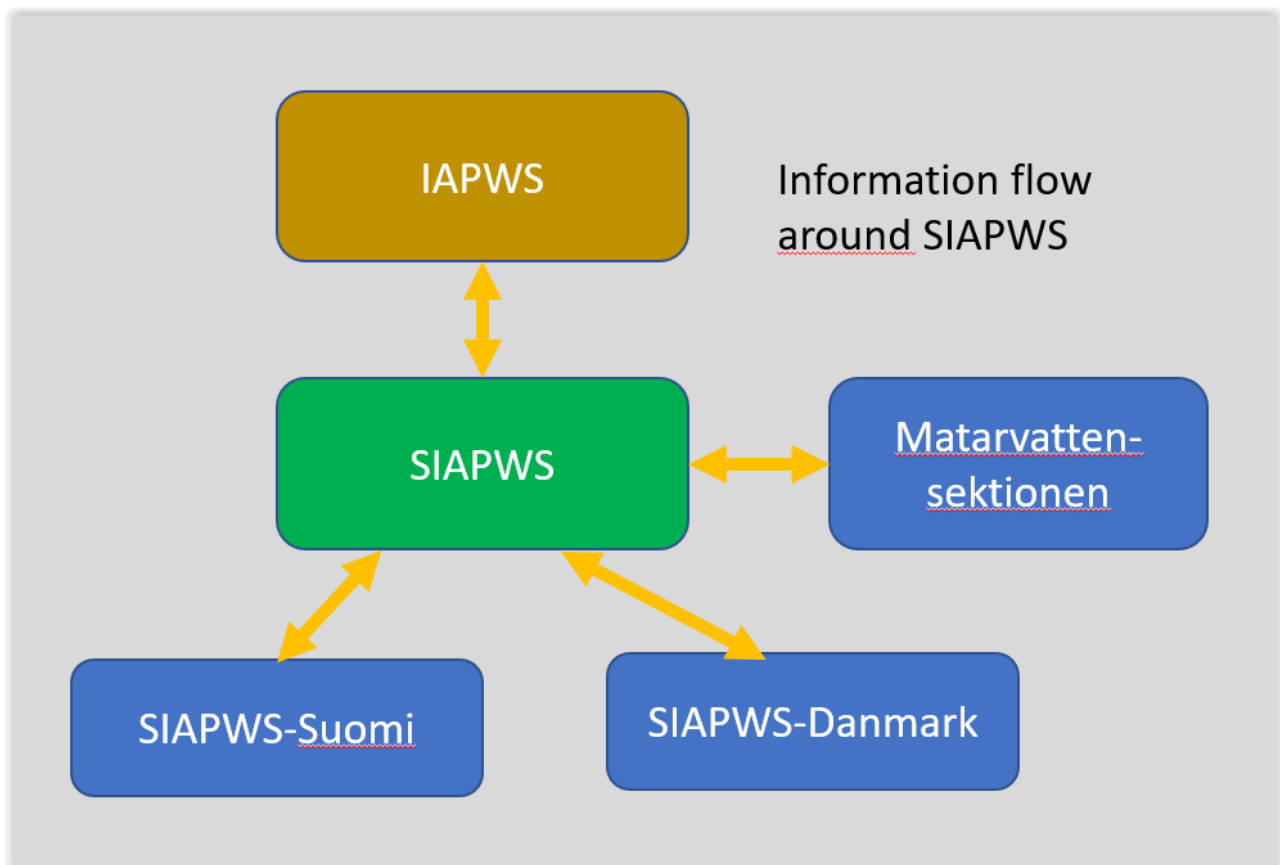 IAPWS
Information flow
around SIAPWS
SIAPWS
Matarvatten-
sektionen
SIAPWS-Suomi
SIAPWS-Danmark